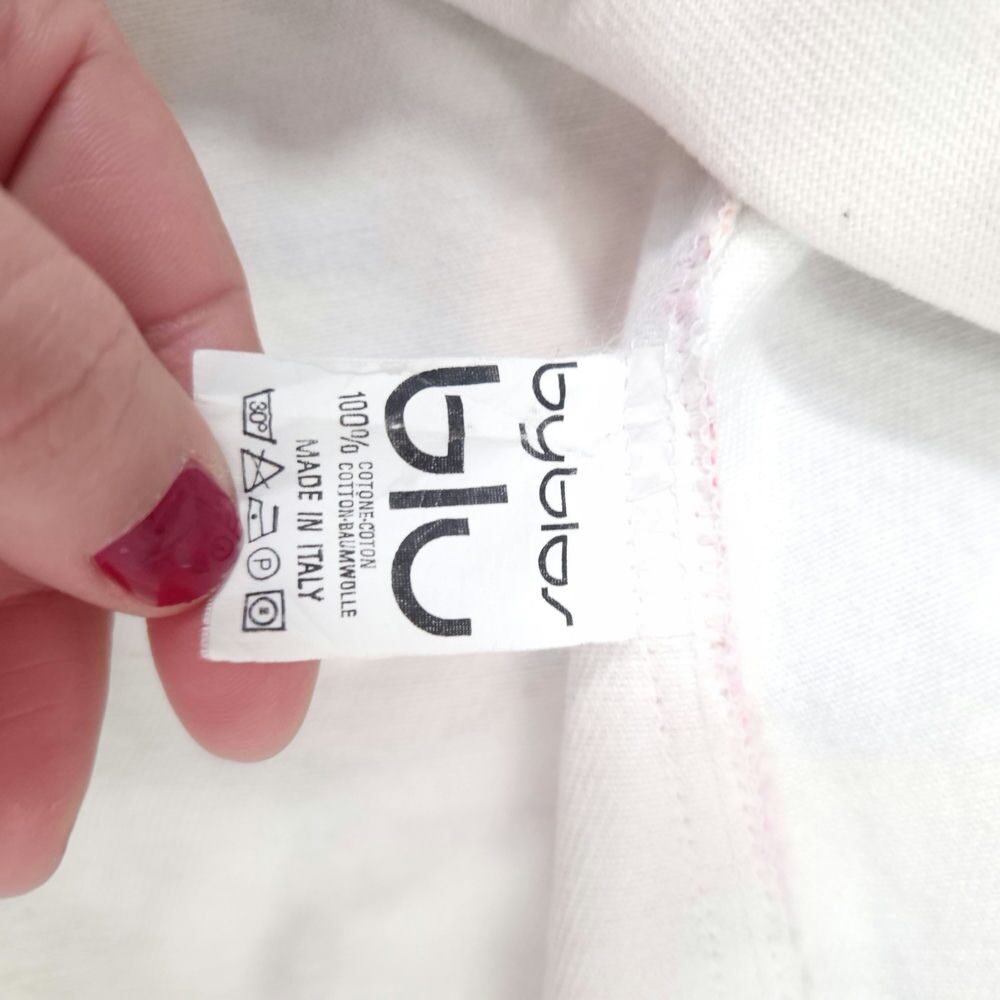 byblos
blu
100% COTONE-COTON
COTTON-BAUMWOLLE
MADE IN ITALY
30° P